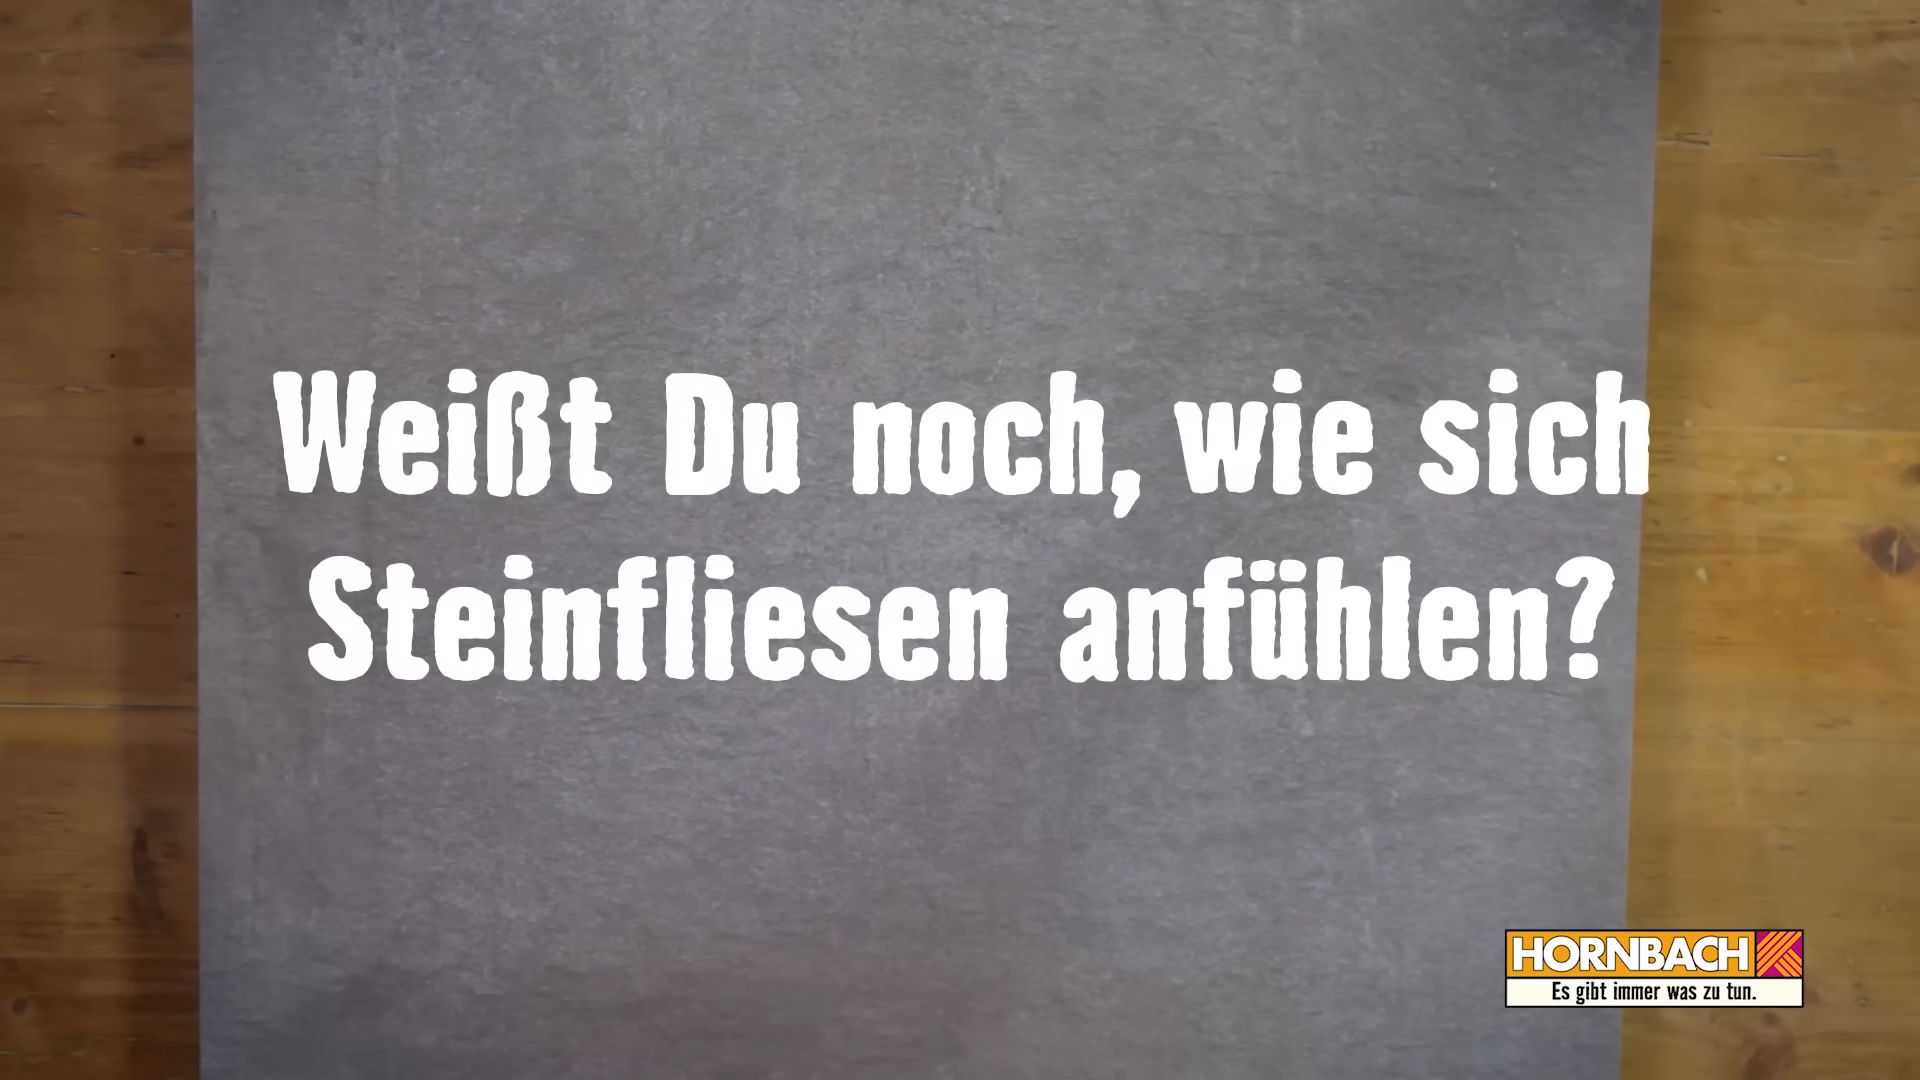 Weißt Du noch, wie sich
Steinfliesen anfühlen?
HORNBACH
Es gibt immer was zu tun.